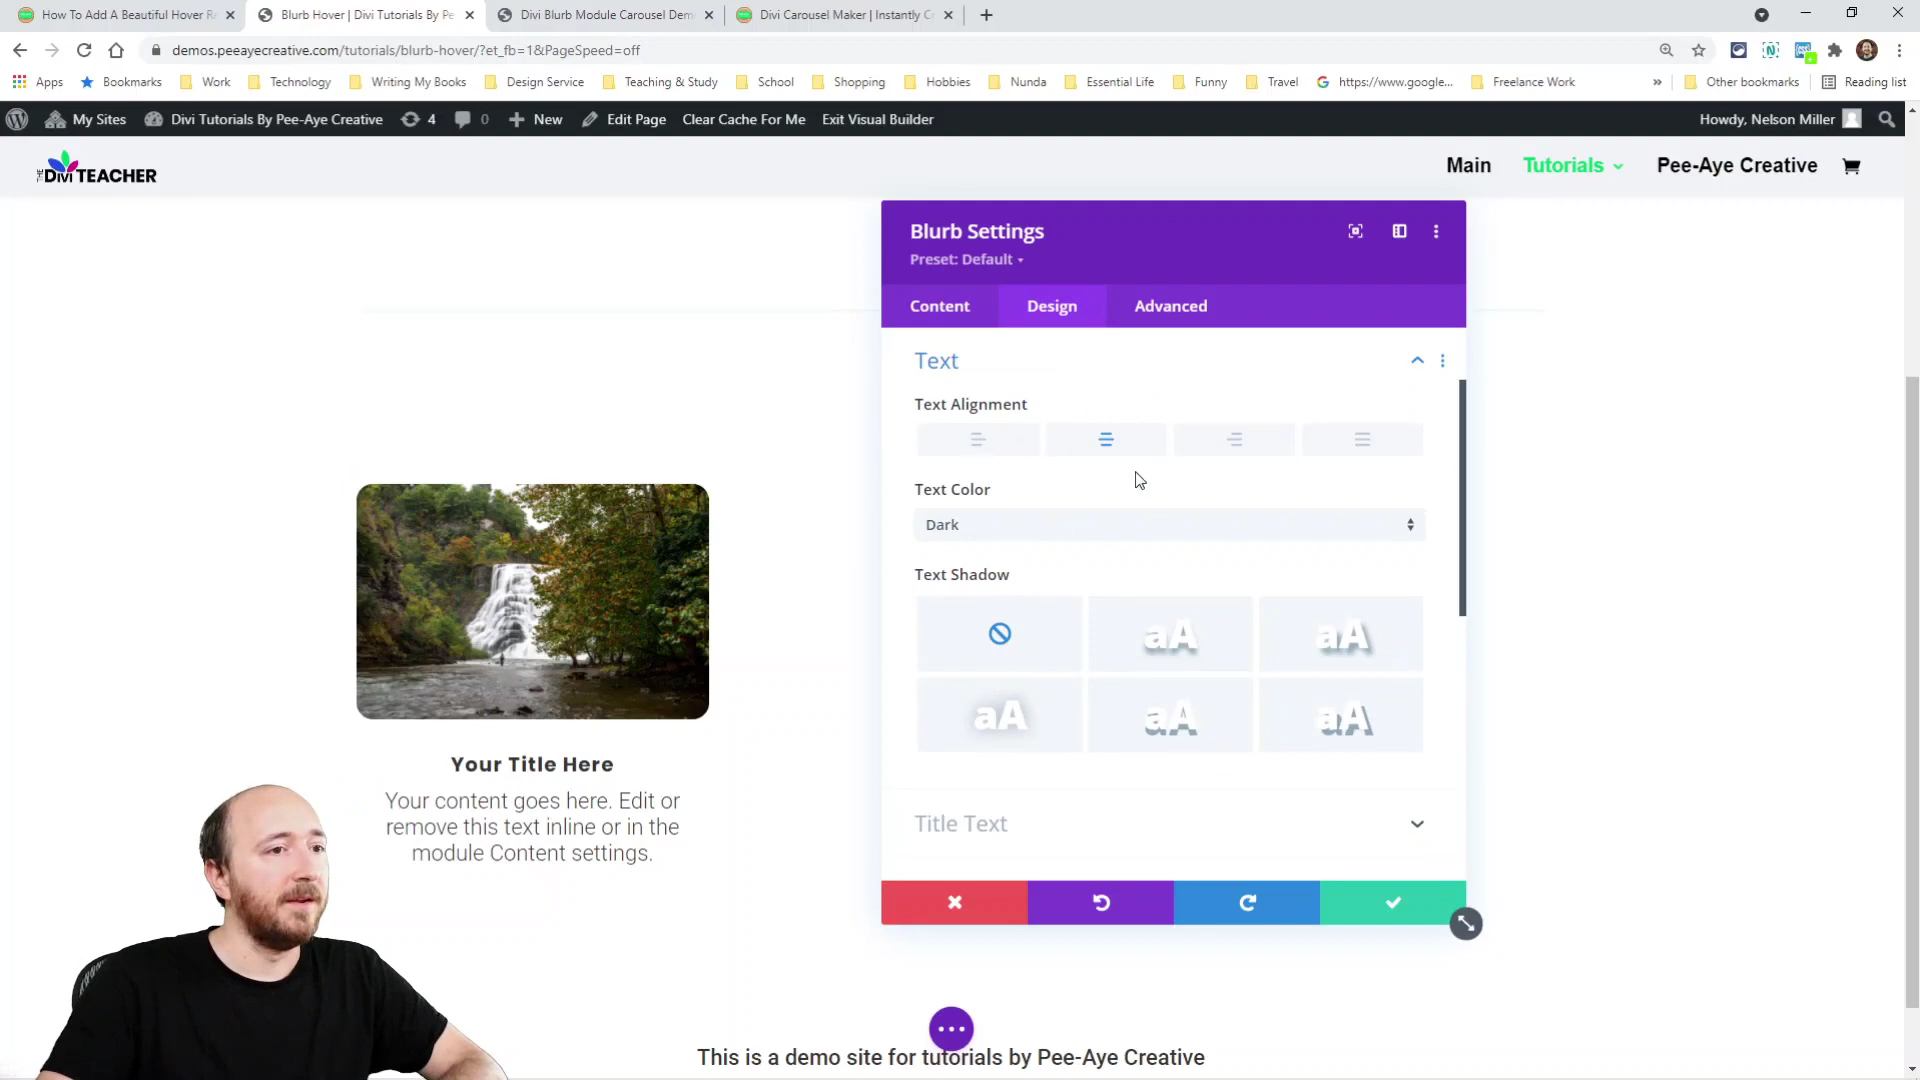 How To Add A Beautiful Hover R
Blurb Hover | Divi Tutorials By Pe
Divi Blurb Module Carousel Dem
Divi Carousel Maker | Instantly C
demos.peeayecreative.com/tutorials/blurb-hover/?et_fb=1&PageSpeed=off
Apps
Bookmarks
Work
Technology
Writing My Books
Design Service
Teaching & Study
School
Shopping
Hobbies
Nunda
Essential Life
Funny
Travel
https://www.google...
Freelance Work
»
Other bookmarks
Reading list
My Sites
Divi Tutorials By Pee-Aye Creative
4
0
New
Edit Page
Clear Cache For Me
Exit Visual Builder
Howdy, Nelson Miller
THE DIVI TEACHER
Main
Tutorials
Pee-Aye Creative
Blurb Settings
Preset: Default
Content
Design
Advanced
Text
Text Alignment
Text Color
Dark
Text Shadow
aA
aA
aA
aA
aA
Title Text
Your Title Here
Your content goes here. Edit or
remove this text inline or in the
module Content settings.
This is a demo site for tutorials by Pee-Aye Creative